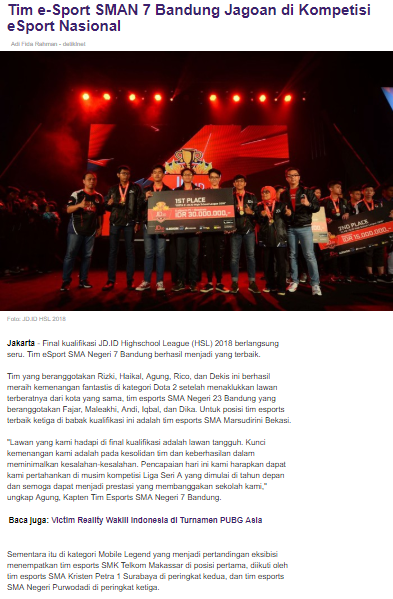 Tim e-Sport SMAN 7 Bandung Jagoan di Kompetisi
eSport Nasional
Adi Fida Rahman - detikInet
1ST PLACE
IDR 30.000.000,-
2ND PLACE
IDR 15.000.000,-
Foto: JD.ID HSL 2018
Jakarta - Final kualifikasi JD.ID Highschool League (HSL) 2018 berlangsung
seru. Tim eSport SMA Negeri 7 Bandung berhasil menjadi yang terbaik.
Tim yang beranggotakan Rizki, Haikal, Agung, Rico, dan Dekis ini berhasil
meraih kemenangan fantastis di kategori Dota 2 setelah menaklukkan lawan
terberatnya dari kota yang sama, tim esports SMA Negeri 23 Bandung yang
beranggotakan Fajar, Maleakhi, Andi, Iqbal, dan Dika. Untuk posisi tim esports
terbaik ketiga di babak kualifikasi ini adalah tim esports SMA Marsudirini Bekasi.
"Lawan yang kami hadapi di final kualifikasi adalah lawan tangguh. Kunci
kemenangan kami adalah pada kesolidan tim dan keberhasilan dalam
meminimalkan kesalahan-kesalahan. Pencapaian hari ini kami harapkan dapat
kami pertahankan di musim kompetisi Liga Seri A yang dimulai di tahun depan
dan semoga dapat menjadi prestasi yang membanggakan sekolah kami,"
ungkap Agung, Kapten Tim Esports SMA Negeri 7 Bandung.
Baca juga: Victim Reality Wakili Indonesia di Turnamen PUBG Asia
Sementara itu di kategori Mobile Legend yang menjadi pertandingan eksibisi
menempatkan tim esports SMK Telkom Makassar di posisi pertama, diikuti oleh
tim esports SMA Kristen Petra 1 Surabaya di peringkat kedua, dan tim esports
SMA Negeri Purwodadi di peringkat ketiga.